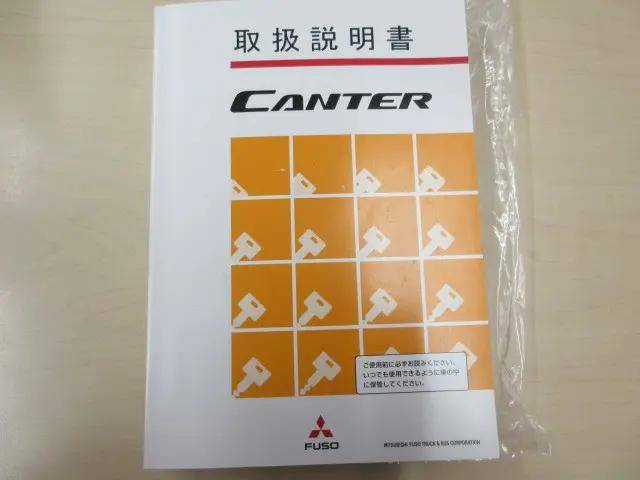 取扱説明書
CANTER
ご使用前に必ずお読みください。
いつでも使用できるように車の中
に保管してください。
FUSO
MITSUBISHI FUSO TRUCK & BUS CORPORATION